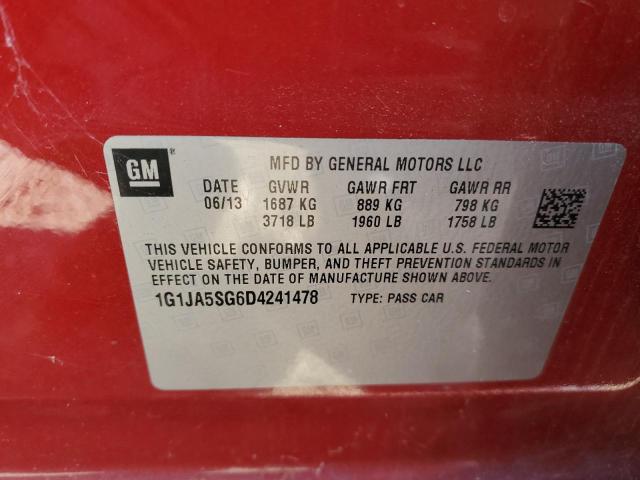 GM ®
MFD BY GENERAL MOTORS LLC
DATE GVWR GAWR FRT GAWR RR
06/13 1687 KG 889 KG 798 KG
3718 LB 1960 LB 1758 LB
THIS VEHICLE CONFORMS TO ALL APPLICABLE U.S. FEDERAL MOTOR
VEHICLE SAFETY, BUMPER, AND THEFT PREVENTION STANDARDS IN
EFFECT ON THE DATE OF MANUFACTURE SHOWN ABOVE.
1G1JA5SG6D4241478 TYPE: PASS CAR